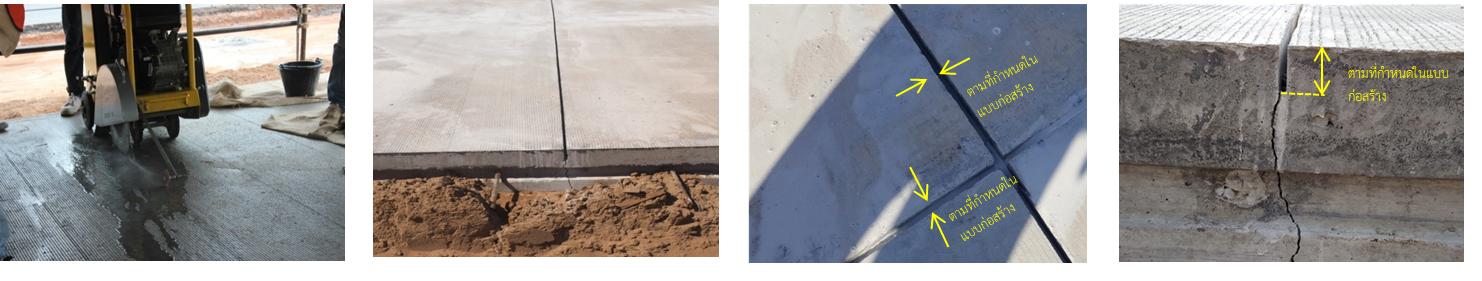 ตามที่กำหนดใน
แบบก่อสร้าง
ตามที่กำหนดใน
แบบก่อสร้าง
ตามที่กำหนดในแบบ
ก่อสร้าง